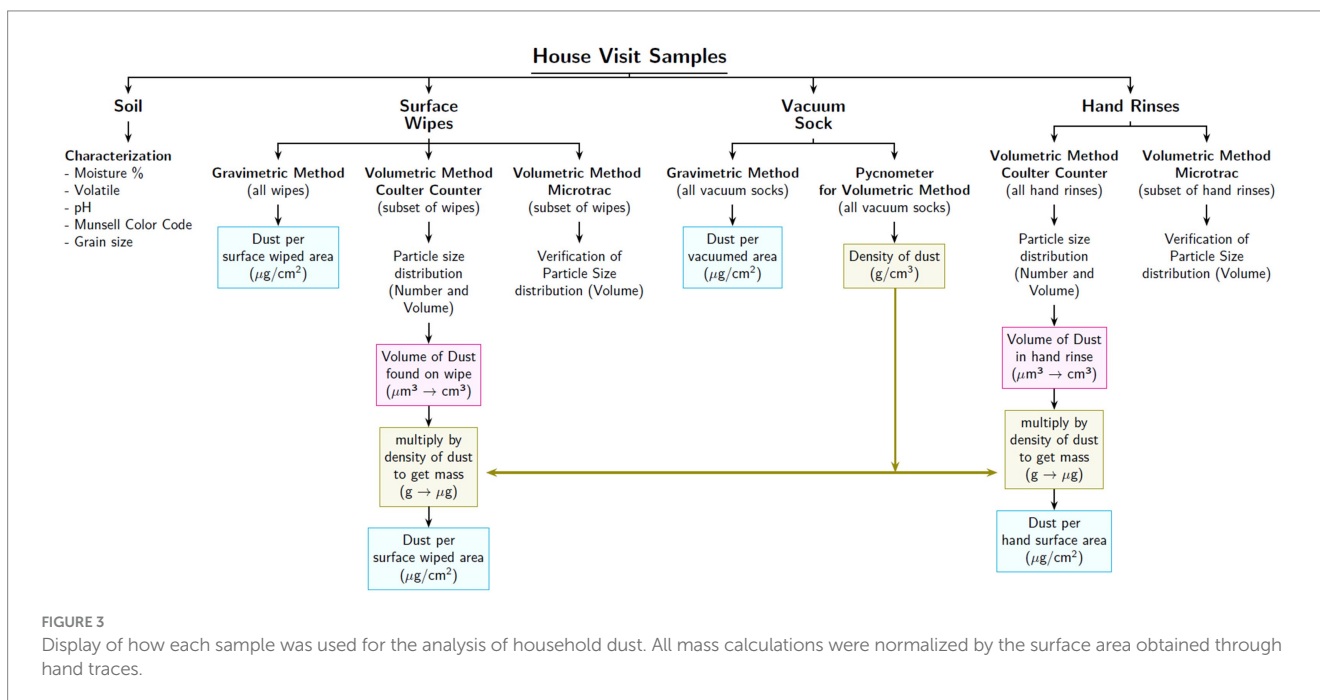 House Visit Samples
Soil
Characterization
- Moisture %
- Volatile
- pH
- Munsell Color Code
- Grain size
Surface
Wipes
Gravimetric Method
(all wipes)
Dust per
surface wiped area
(μg/cm²)
Volumetric Method
Coulter Counter
(subset of wipes)
Particle size
distribution
(Number and
Volume)
Volume of Dust
found on wipe
(μm³ → cm³)
multiply by
density of dust
to get mass
(g → μg)
Dust per
surface wiped area
(μg/cm²)
Volumetric Method
Microtrac
(subset of wipes)
Verification of
Particle Size
distribution (Volume)
Vacuum
Sock
Gravimetric Method
(all vacuum socks)
Dust per
vacuumed area
(μg/cm²)
Pycnometer
for Volumetric Method
(all vacuum socks)
Density of dust
(g/cm³)
Hand Rinses
Volumetric Method
Coulter Counter
(all hand rinses)
Particle size
distribution
(Number and
Volume)
Volume of Dust
in hand rinse
(μm³ → cm³)
multiply by
density of dust
to get mass
(g → μg)
Dust per
hand surface area
(μg/cm²)
Volumetric Method
Microtrac
(subset of hand rinses)
Verification of
Particle Size
distribution (Volume)
FIGURE 3
Display of how each sample was used for the analysis of household dust. All mass calculations were normalized by the surface area obtained through
hand traces.